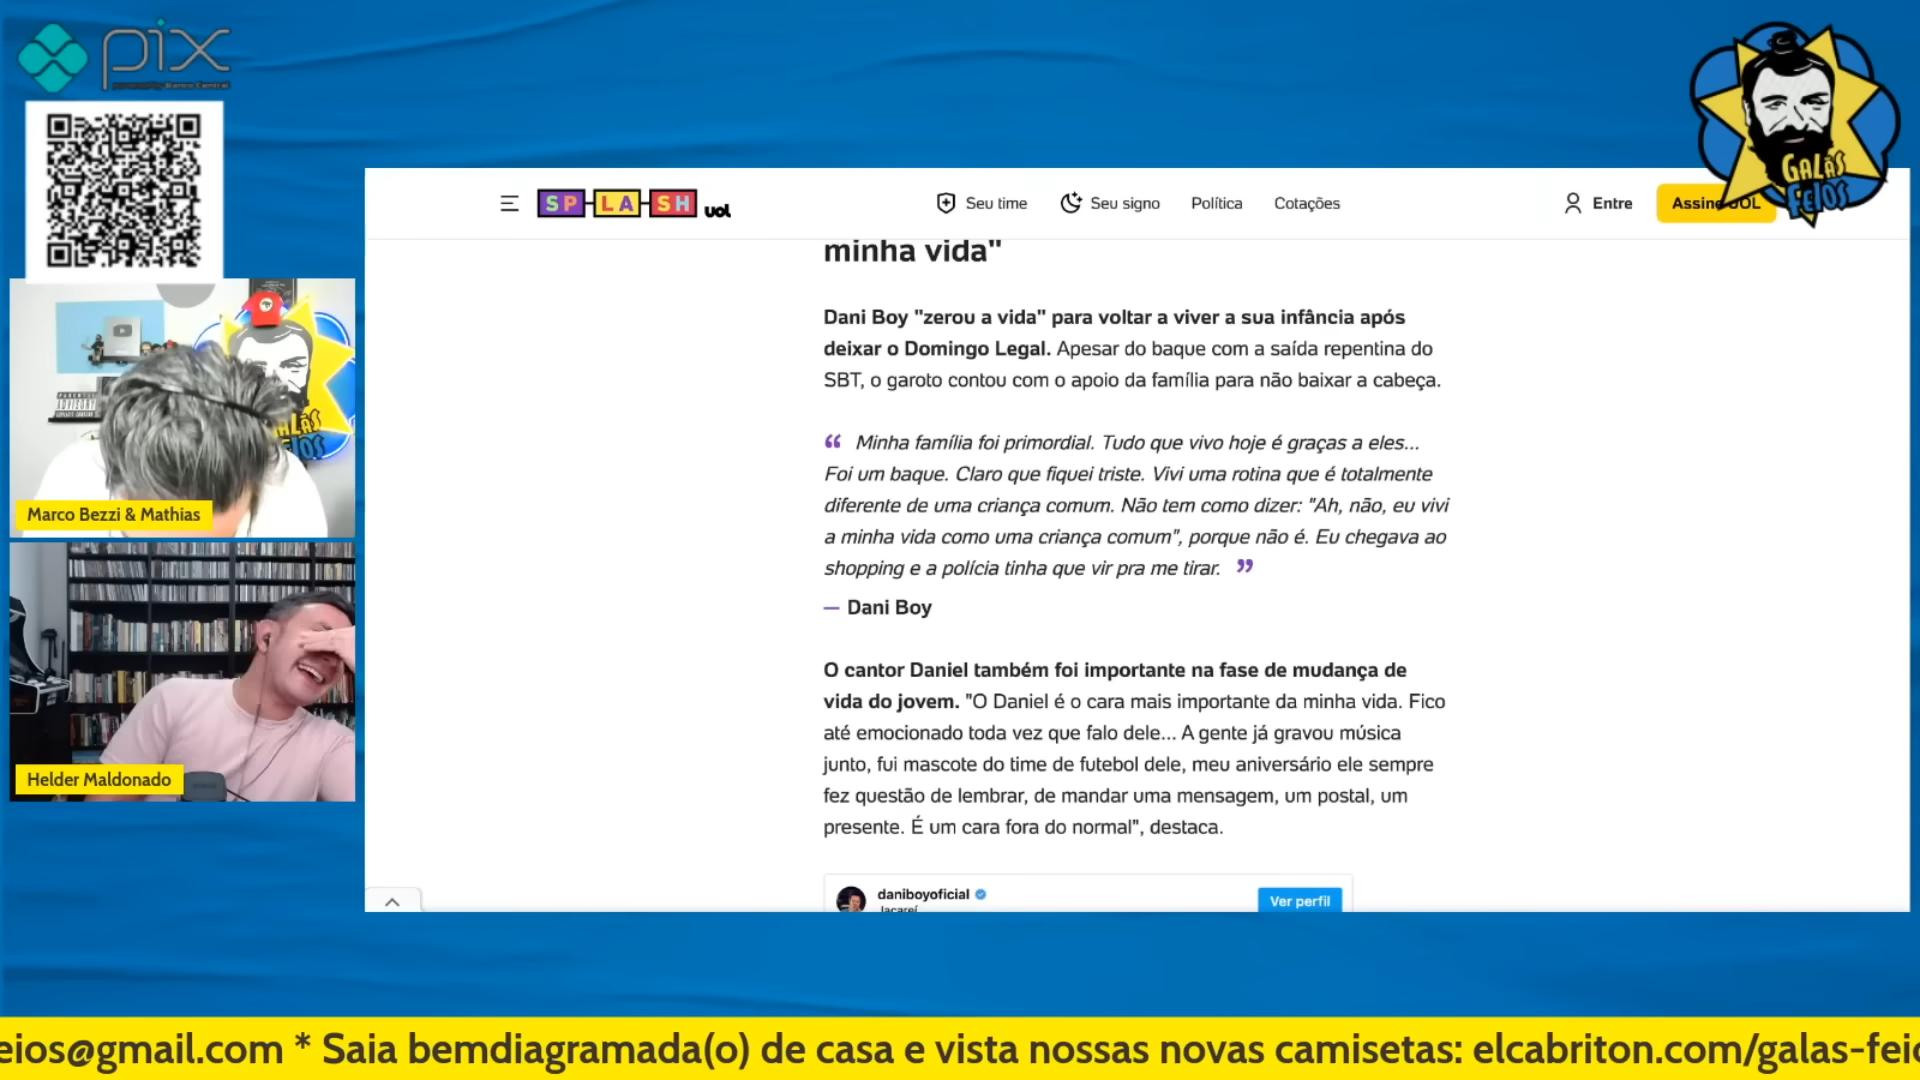 pix
powered by Banco Central
GALÃS
FEIOS
SPLASH uol
Seu time
Seu signo
Política
Cotações
Entre
Assine UOL
minha vida"
Dani Boy "zerou a vida" para voltar a viver a sua infância após
deixar o Domingo Legal. Apesar do baque com a saída repentina do
SBT, o garoto contou com o apoio da família para não baixar a cabeça.
“ Minha família foi primordial. Tudo que vivo hoje é graças a eles...
Foi um baque. Claro que fiquei triste. Vivi uma rotina que é totalmente
diferente de uma criança comum. Não tem como dizer: "Ah, não, eu vivi
a minha vida como uma criança comum", porque não é. Eu chegava ao
shopping e a polícia tinha que vir pra me tirar. ”
— Dani Boy
O cantor Daniel também foi importante na fase de mudança de
vida do jovem. "O Daniel é o cara mais importante da minha vida. Fico
até emocionado toda vez que falo dele... A gente já gravou música
junto, fui mascote do time de futebol dele, meu aniversário ele sempre
fez questão de lembrar, de mandar uma mensagem, um postal, um
presente. É um cara fora do normal", destaca.
daniboyoficial
Jacareí
Ver perfil
Marco Bezzi & Mathias
Helder Maldonado
eios@gmail.com * Saia bemdiagramada(o) de casa e vista nossas novas camisetas: elcabriton.com/galas-feio